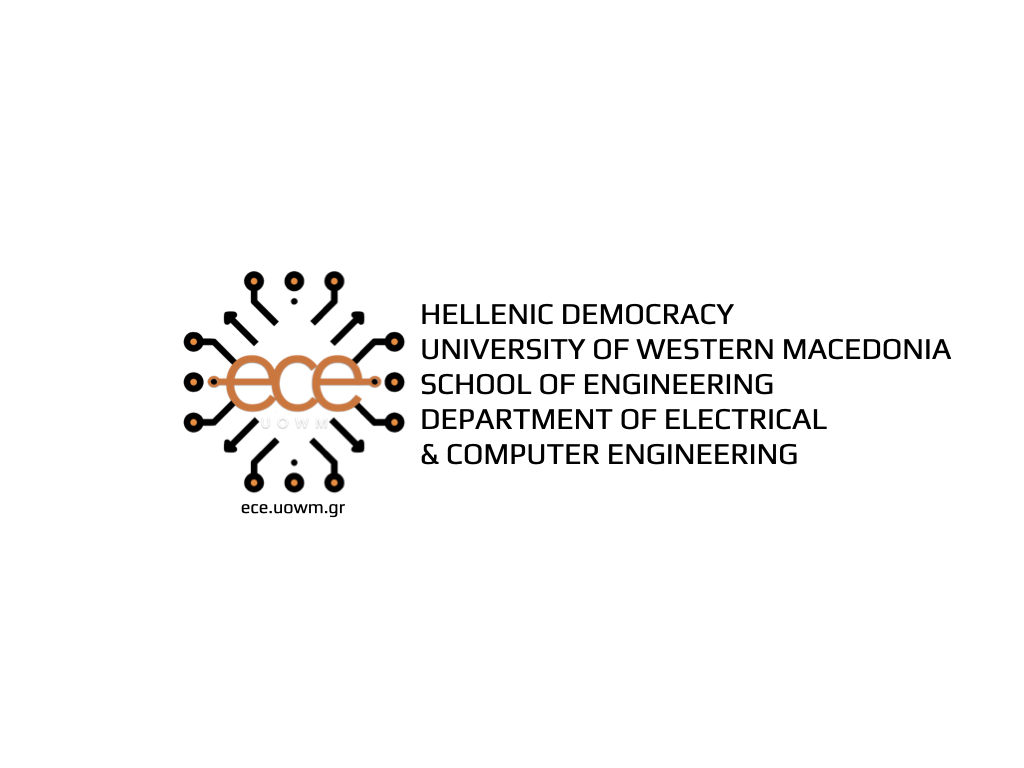 ece
UOWM
ece.uowm.gr
HELLENIC DEMOCRACY
UNIVERSITY OF WESTERN MACEDONIA
SCHOOL OF ENGINEERING
DEPARTMENT OF ELECTRICAL
& COMPUTER ENGINEERING